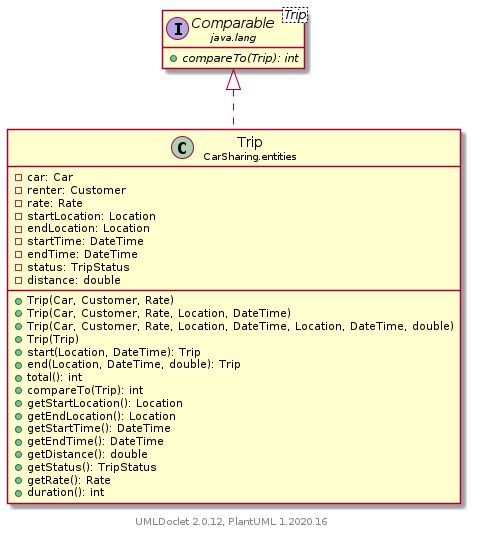 Trip
I Comparable
java.lang
compareTo(Trip): int
C Trip
CarSharing.entities
car: Car
renter: Customer
rate: Rate
startLocation: Location
endLocation: Location
startTime: DateTime
endTime: DateTime
status: TripStatus
distance: double
Trip(Car, Customer, Rate)
Trip(Car, Customer, Rate, Location, DateTime)
Trip(Car, Customer, Rate, Location, DateTime, Location, DateTime, double)
Trip(Trip)
start(Location, DateTime): Trip
end(Location, DateTime, double): Trip
total(): int
compareTo(Trip): int
getStartLocation(): Location
getEndLocation(): Location
getStartTime(): DateTime
getEndTime(): DateTime
getDistance(): double
getStatus(): TripStatus
getRate(): Rate
duration(): int
UMLDoclet 2.0.12, PlantUML 1.2020.16